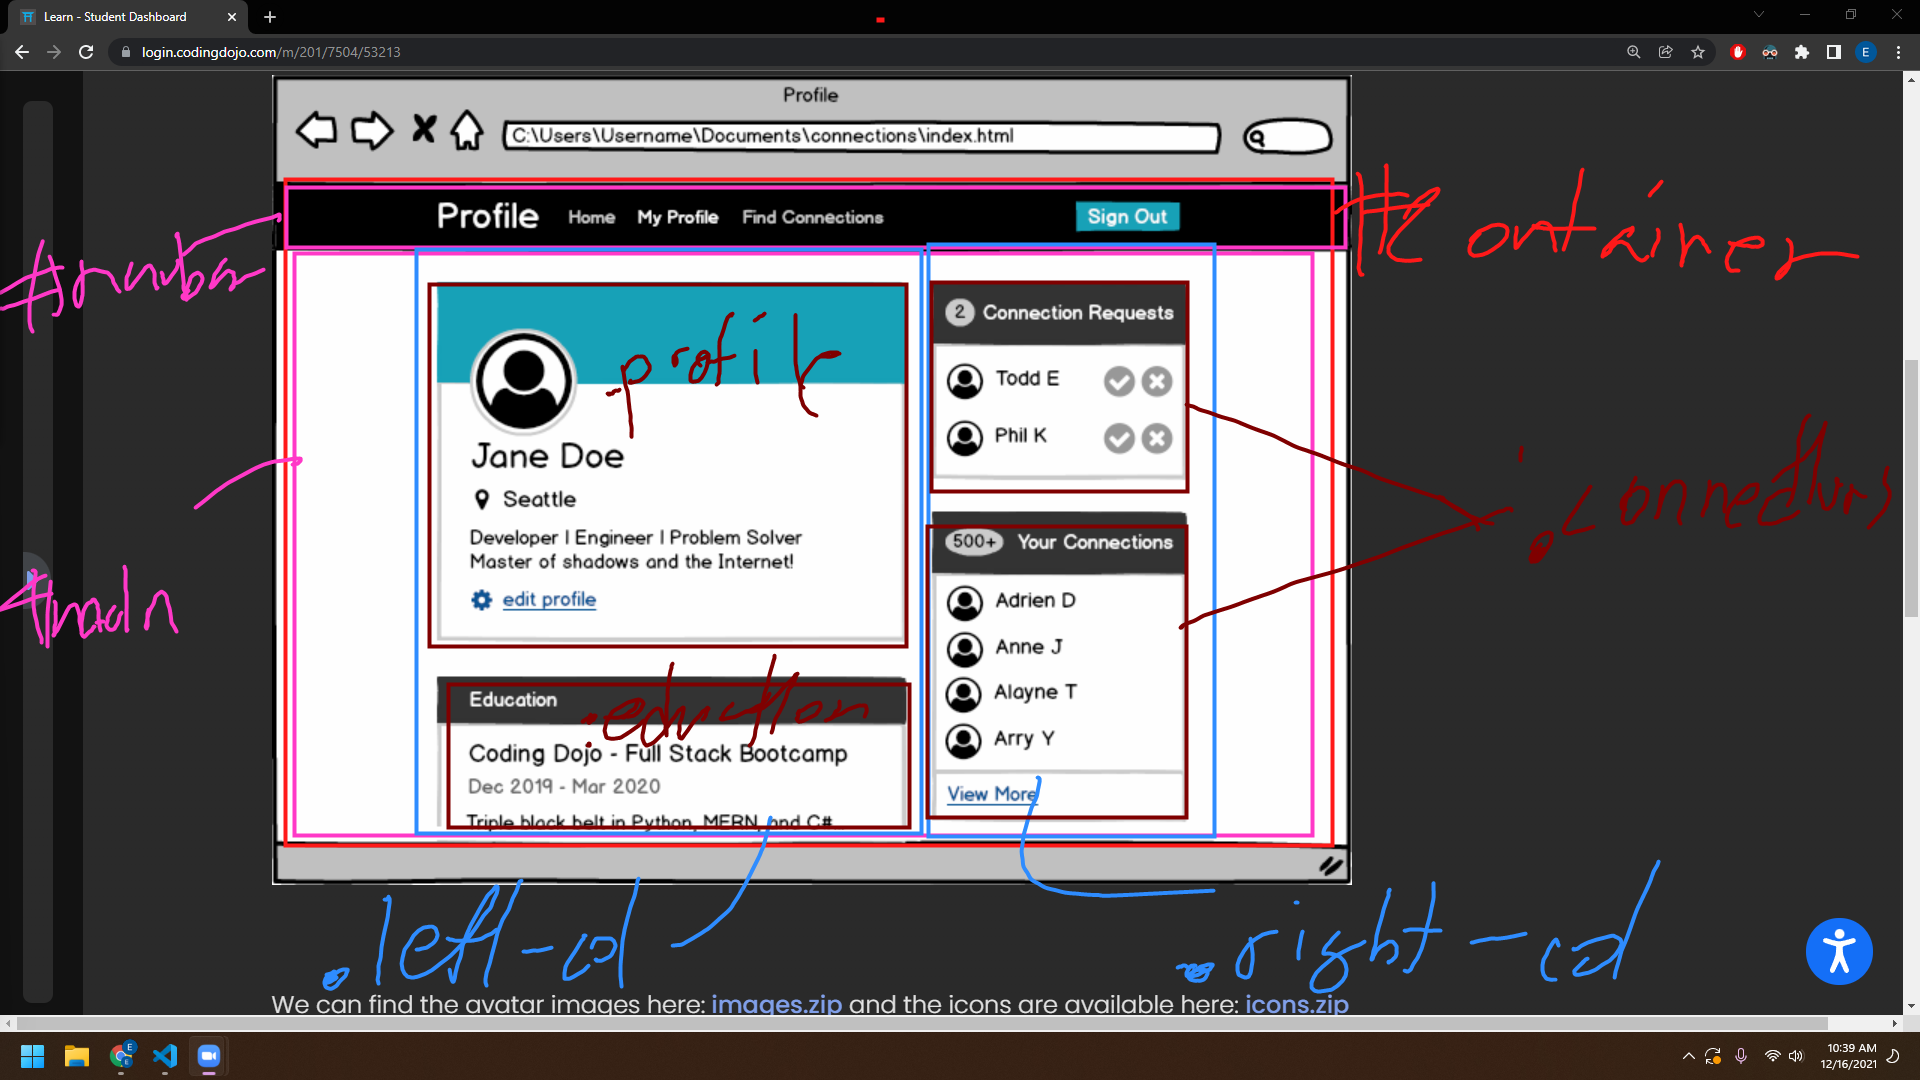 Learn - Student Dashboard
login.codingdojo.com/m/201/7504/53213
E
Profile
C:\Users\Username\Documents\connections\index.html
Profile Home My Profile Find Connections Sign Out
#container
#navbar
2 Connection Requests
.profile
Todd E
Phil K
Jane Doe
Seattle
Developer | Engineer | Problem Solver
Master of shadows and the Internet!
edit profile
500+ Your Connections
Adrien D
Anne J
Alayne T
Arry Y
View More
#main
Education
.education
Coding Dojo - Full Stack Bootcamp
Dec 2019 - Mar 2020
Triple black belt in Python, MERN, and C#
.left-col
.right-col
We can find the avatar images here: images.zip and the icons are available here: icons.zip
10:39 AM
12/16/2021